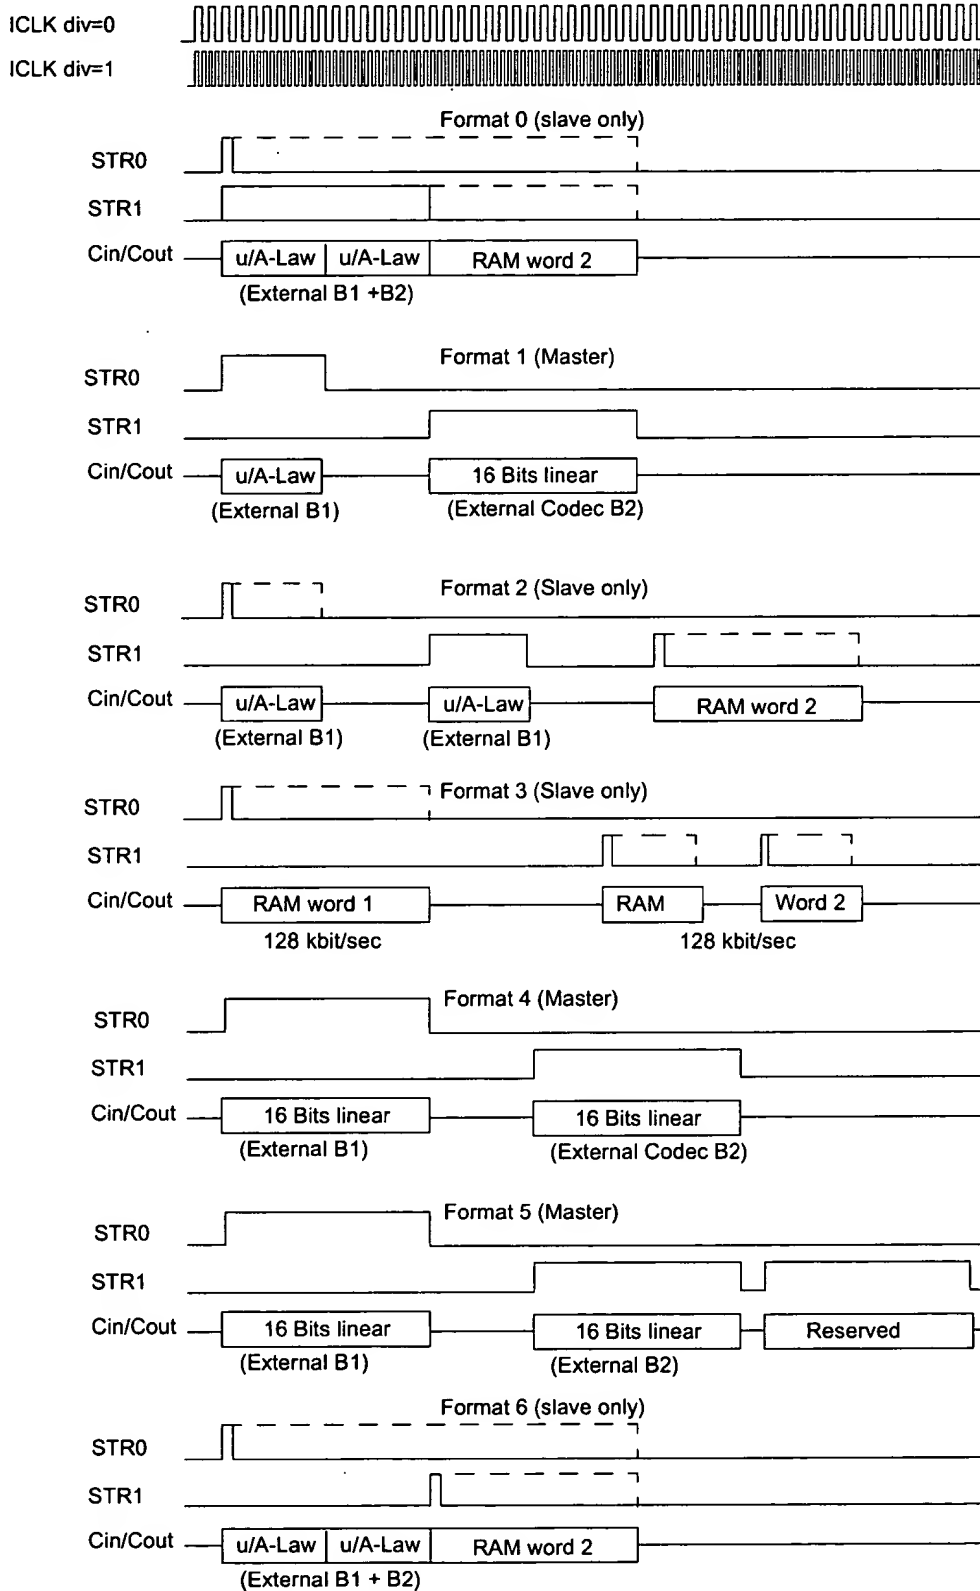 ICLK div=0
ICLK div=1
Format 0 (slave only)
STR0
STR1
Cin/Cout
u/A-Law
u/A-Law
RAM word 2
(External B1 +B2)
Format 1 (Master)
STR0
STR1
Cin/Cout
u/A-Law
16 Bits linear
(External B1)
(External Codec B2)
Format 2 (Slave only)
STR0
STR1
Cin/Cout
u/A-Law
u/A-Law
RAM word 2
(External B1)
(External B1)
Format 3 (Slave only)
STR0
STR1
Cin/Cout
RAM word 1
RAM
Word 2
128 kbit/sec
128 kbit/sec
Format 4 (Master)
STR0
STR1
Cin/Cout
16 Bits linear
16 Bits linear
(External B1)
(External Codec B2)
Format 5 (Master)
STR0
STR1
Cin/Cout
16 Bits linear
16 Bits linear
Reserved
(External B1)
(External B2)
Format 6 (slave only)
STR0
STR1
Cin/Cout
u/A-Law
u/A-Law
RAM word 2
(External B1 + B2)